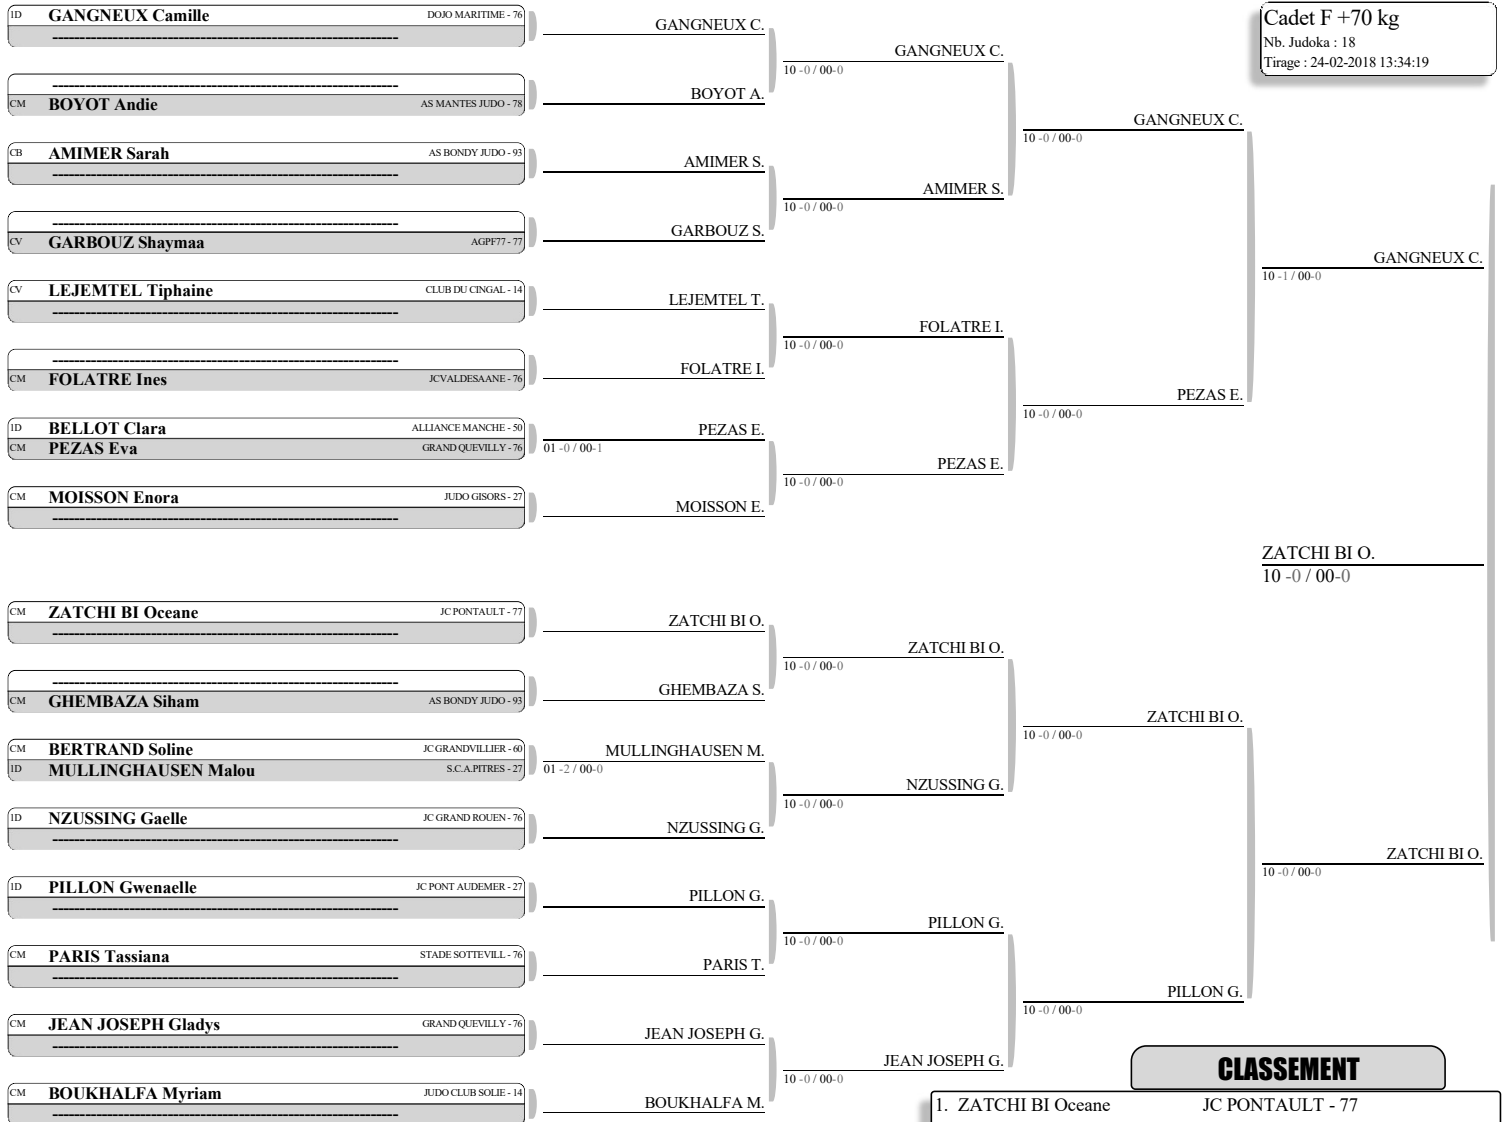 Cadet F +70 kg
Nb. Judoka : 18
Tirage : 24-02-2018 13:34:19
1D GANGNEUX Camille DOJO MARITIME - 76
------------------------------------------------------------------
------------------------------------------------------------------
CM BOYOT Andie AS MANTES JUDO - 78
CB AMIMER Sarah AS BONDY JUDO - 93
------------------------------------------------------------------
------------------------------------------------------------------
CV GARBOUZ Shaymaa AGPF77 - 77
CV LEJEMTEL Tiphaine CLUB DU CINGAL - 14
------------------------------------------------------------------
------------------------------------------------------------------
CM FOLATRE Ines JCVALDESAANE - 76
1D BELLOT Clara ALLIANCE MANCHE - 50
CM PEZAS Eva GRAND QUEVILLY - 76
CM MOISSON Enora JUDO GISORS - 27
------------------------------------------------------------------
CM ZATCHI BI Oceane JC PONTAULT - 77
------------------------------------------------------------------
------------------------------------------------------------------
CM GHEMBAZA Siham AS BONDY JUDO - 93
CM BERTRAND Soline JC GRANDVILLIER - 60
1D MULLINGHAUSEN Malou S.C.A.PITRES - 27
1D NZUSSING Gaelle JC GRAND ROUEN - 76
------------------------------------------------------------------
1D PILLON Gwenaelle JC PONT AUDEMER - 27
------------------------------------------------------------------
CM PARIS Tassiana STADE SOTTEVILL - 76
------------------------------------------------------------------
CM JEAN JOSEPH Gladys GRAND QUEVILLY - 76
------------------------------------------------------------------
CM BOUKHALFA Myriam JUDO CLUB SOLIE - 14
------------------------------------------------------------------
GANGNEUX C.
BOYOT A.
AMIMER S.
GARBOUZ S.
LEJEMTEL T.
FOLATRE I.
PEZAS E.
01 -0 / 00-1
MOISSON E.
ZATCHI BI O.
GHEMBAZA S.
MULLINGHAUSEN M.
01 -2 / 00-0
NZUSSING G.
PILLON G.
PARIS T.
JEAN JOSEPH G.
BOUKHALFA M.
GANGNEUX C.
10 -0 / 00-0
AMIMER S.
10 -0 / 00-0
FOLATRE I.
10 -0 / 00-0
PEZAS E.
10 -0 / 00-0
ZATCHI BI O.
10 -0 / 00-0
NZUSSING G.
10 -0 / 00-0
PILLON G.
10 -0 / 00-0
JEAN JOSEPH G.
10 -0 / 00-0
GANGNEUX C.
10 -0 / 00-0
PEZAS E.
10 -0 / 00-0
ZATCHI BI O.
10 -0 / 00-0
PILLON G.
10 -0 / 00-0
GANGNEUX C.
10 -1 / 00-0
ZATCHI BI O.
10 -0 / 00-0
ZATCHI BI O.
10 -0 / 00-0
CLASSEMENT
1. ZATCHI BI Oceane JC PONTAULT - 77